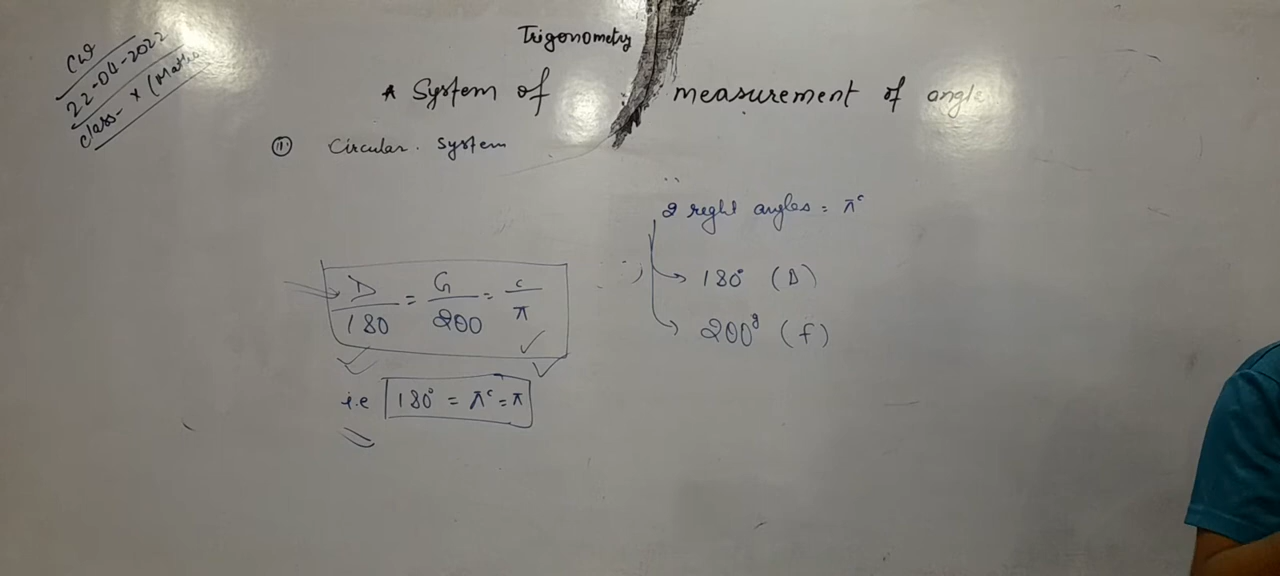 Trigonometry
CW
22-04-2022
class- X (Maths
* System of measurement of angle
(1) Circular system
2 right angles = π^c
180° (D)
200^g (f)
D/180 = G/200 = c/π
i.e 180° = π^c = π